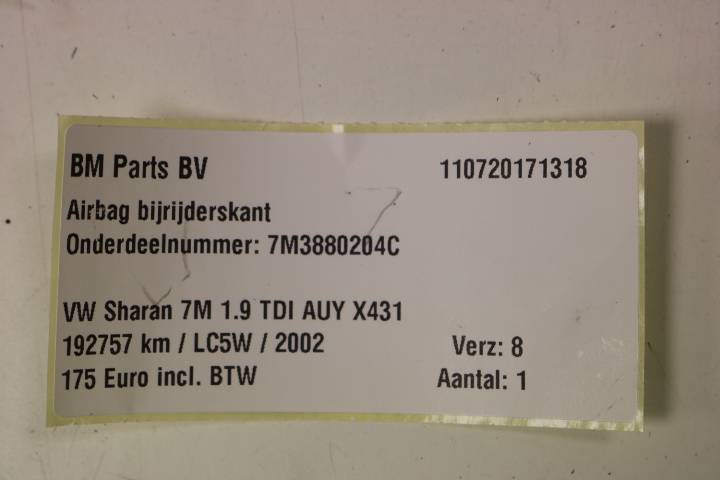 BM Parts BV 110720171318
Airbag bijrijderskant
Onderdeelnummer: 7M3880204C
VW Sharan 7M 1.9 TDI AUY X431
192757 km / LC5W / 2002 Verz: 8
175 Euro incl. BTW Aantal: 1